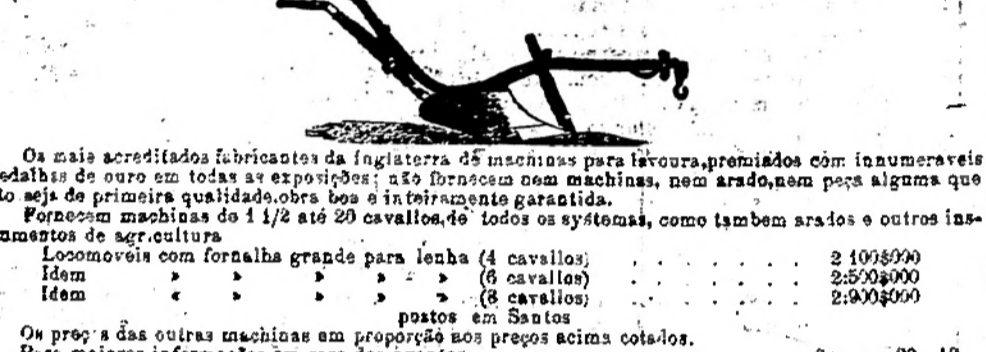 Os mais acreditados fabricantes da Inglaterra de machinas para lavoura, premiados com innumeraveis
edalhas de ouro em todas as exposições; não fornecem nem machinas, nem arado, nem peça alguma que
to seja de primeira qualidade, obra boa e inteiramente garantida.
Fornecem machinas de 1 1/2 até 20 cavallos, de todos os systemas, como tambem arados e outros ins-
umentos de agricultura
Locomoveis com fornalha grande para lenha (4 cavallos) . . . . . . 2:100$000
Idem » » » » » (6 cavallos) . . . . . . 2:500$000
Idem « » » » » (8 cavallos) . . . . . . 2:900$000
postos em Santos
Os preços das outras machinas em proporção aos preços acima cotados.